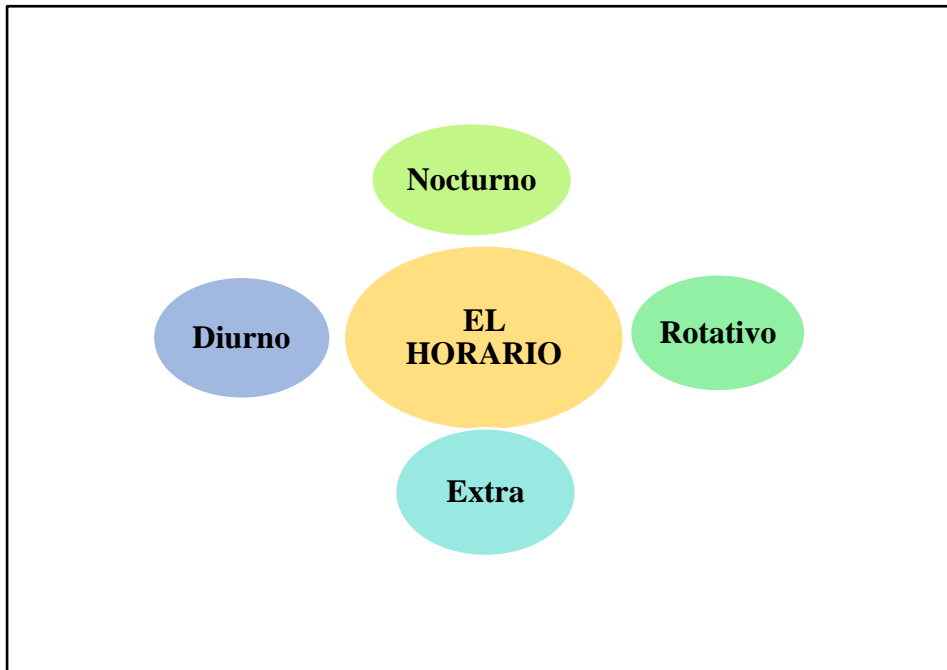 Nocturno
Diurno
EL
HORARIO
Rotativo
Extra